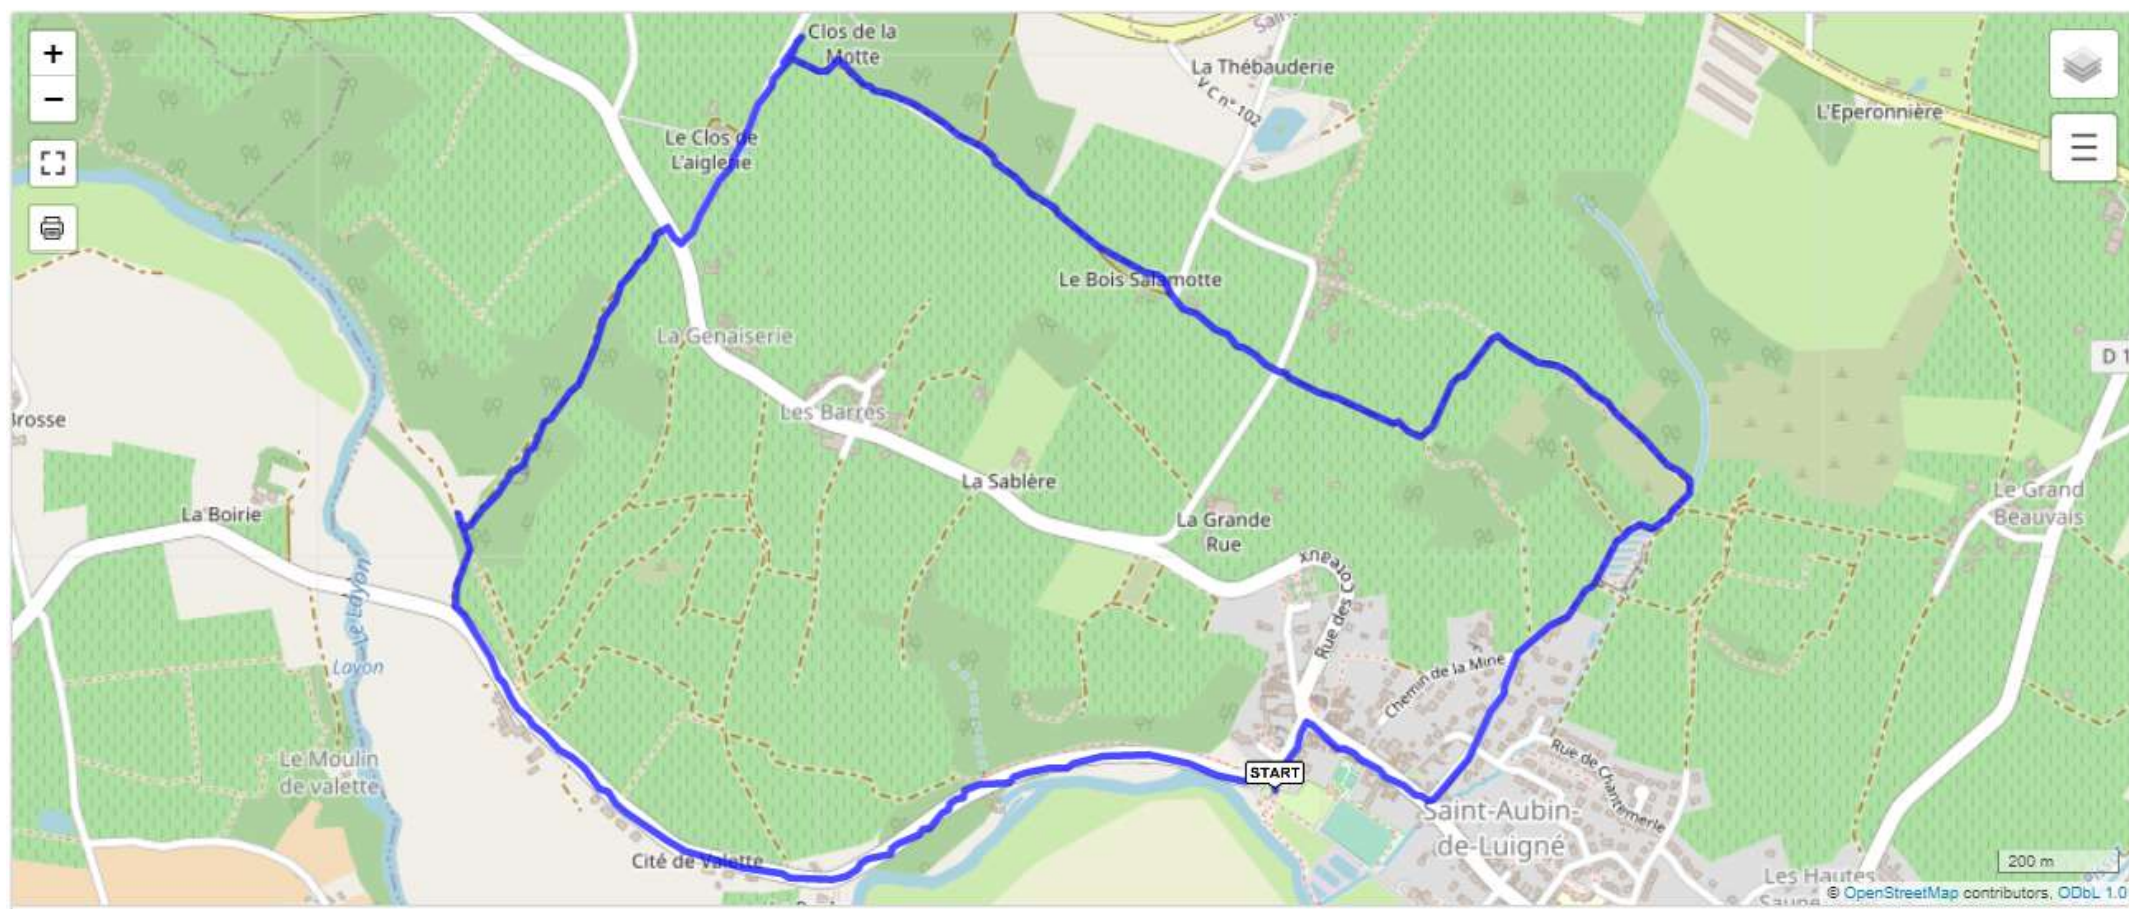 Clos de la
Motte
Sain
La Thébauderie
V C n° 102
L'Eperonnière
Le Clos de
L'aiglerie
+
−
Le Bois Salamotte
La Genaiserie
D 1
Les Barres
Brosse
La Sablère
La Boirie
La Grande
Rue
Le Grand
Beauvais
Rue des Coteaux
Le Layon
Layon
Chemin de la Mine
Le Moulin
de valette
START
Rue de Chantemerle
Saint-Aubin-
de-Luigné
Cité de Valette
200 m
Les Hautes
© OpenStreetMap contributors, ODbL 1.0